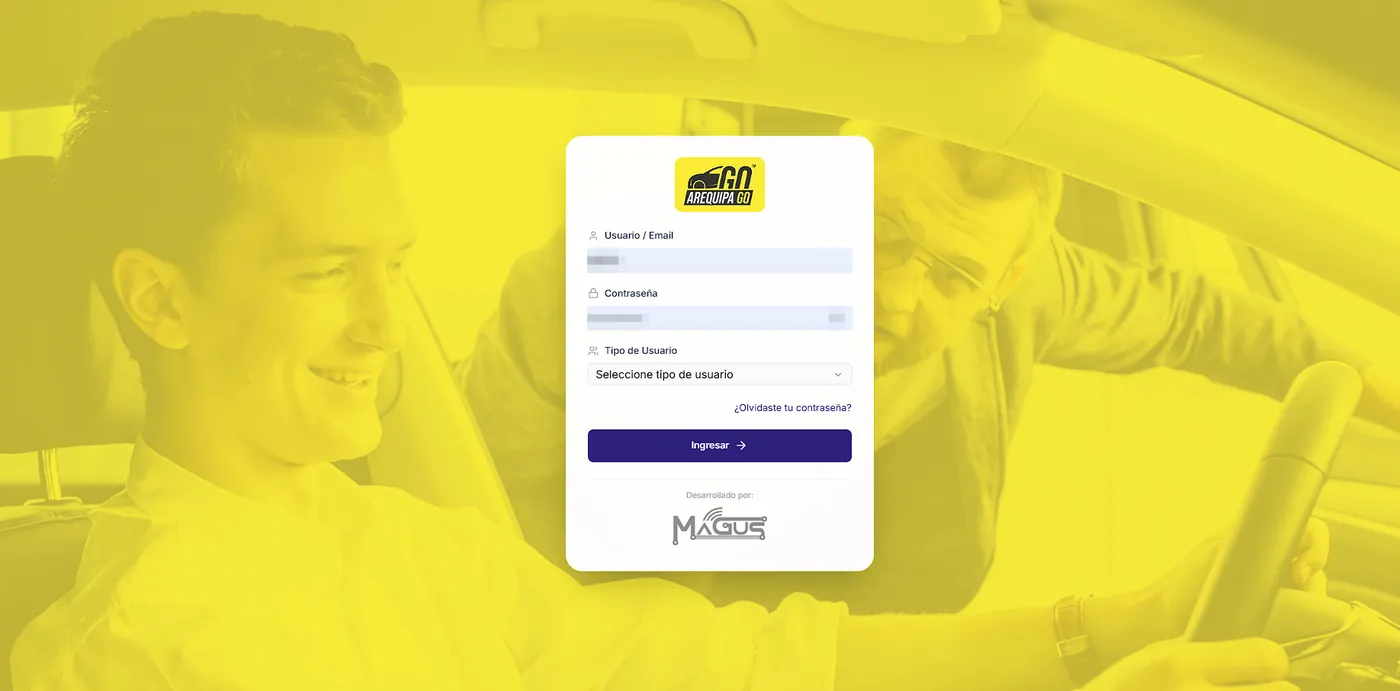 GO
AREQUIPA GO
Usuario / Email
Contraseña
Tipo de Usuario
Seleccione tipo de usuario
¿Olvidaste tu contraseña?
Ingresar
Desarrollado por:
MAGUS